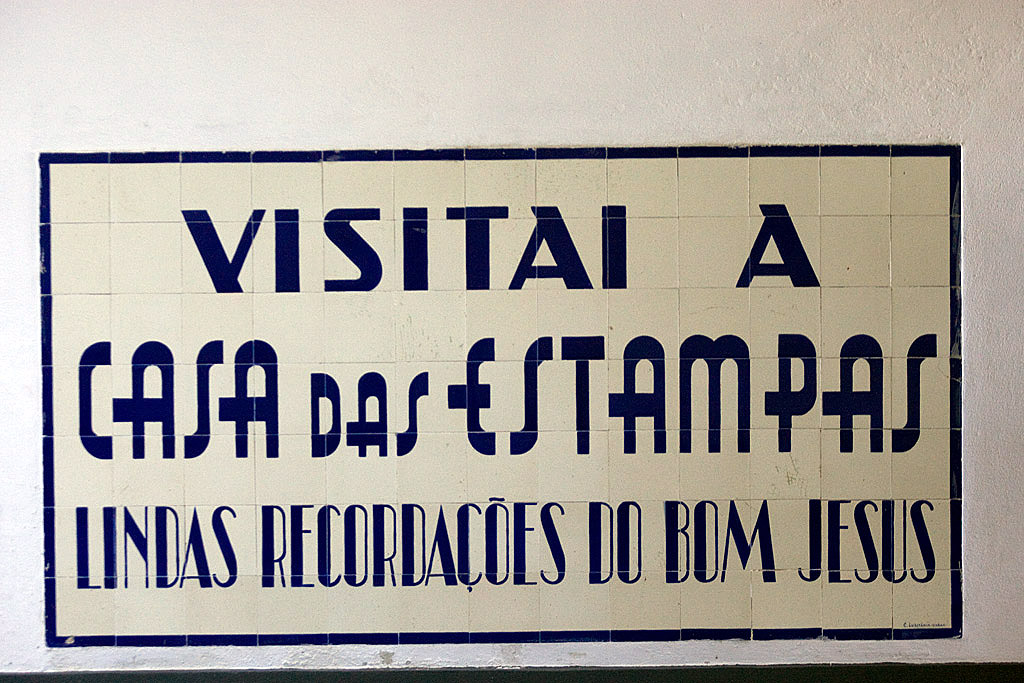 VISITAI A
CASA DAS ESTAMPAS
LINDAS RECORDAÇÕES DO BOM JESUS